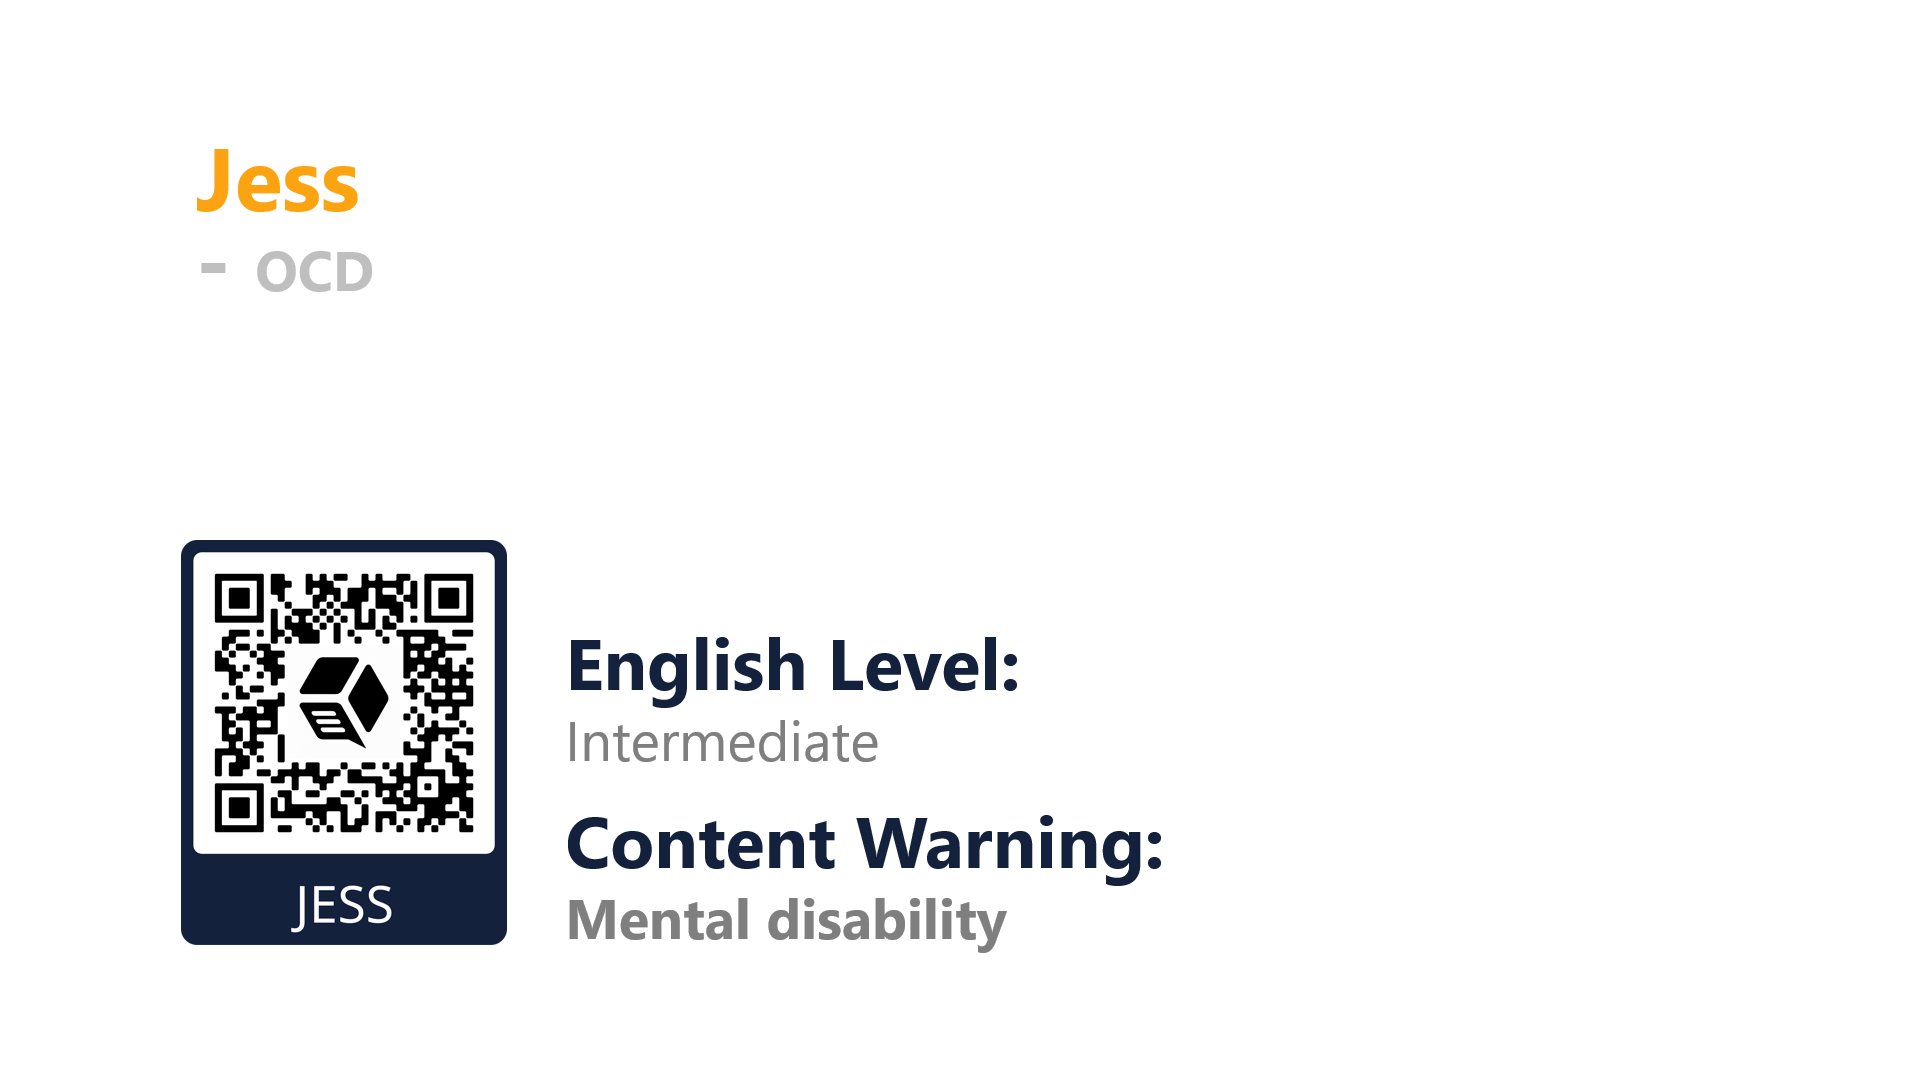 Jess
- OCD
JESS
English Level:
Intermediate
Content Warning:
Mental disability